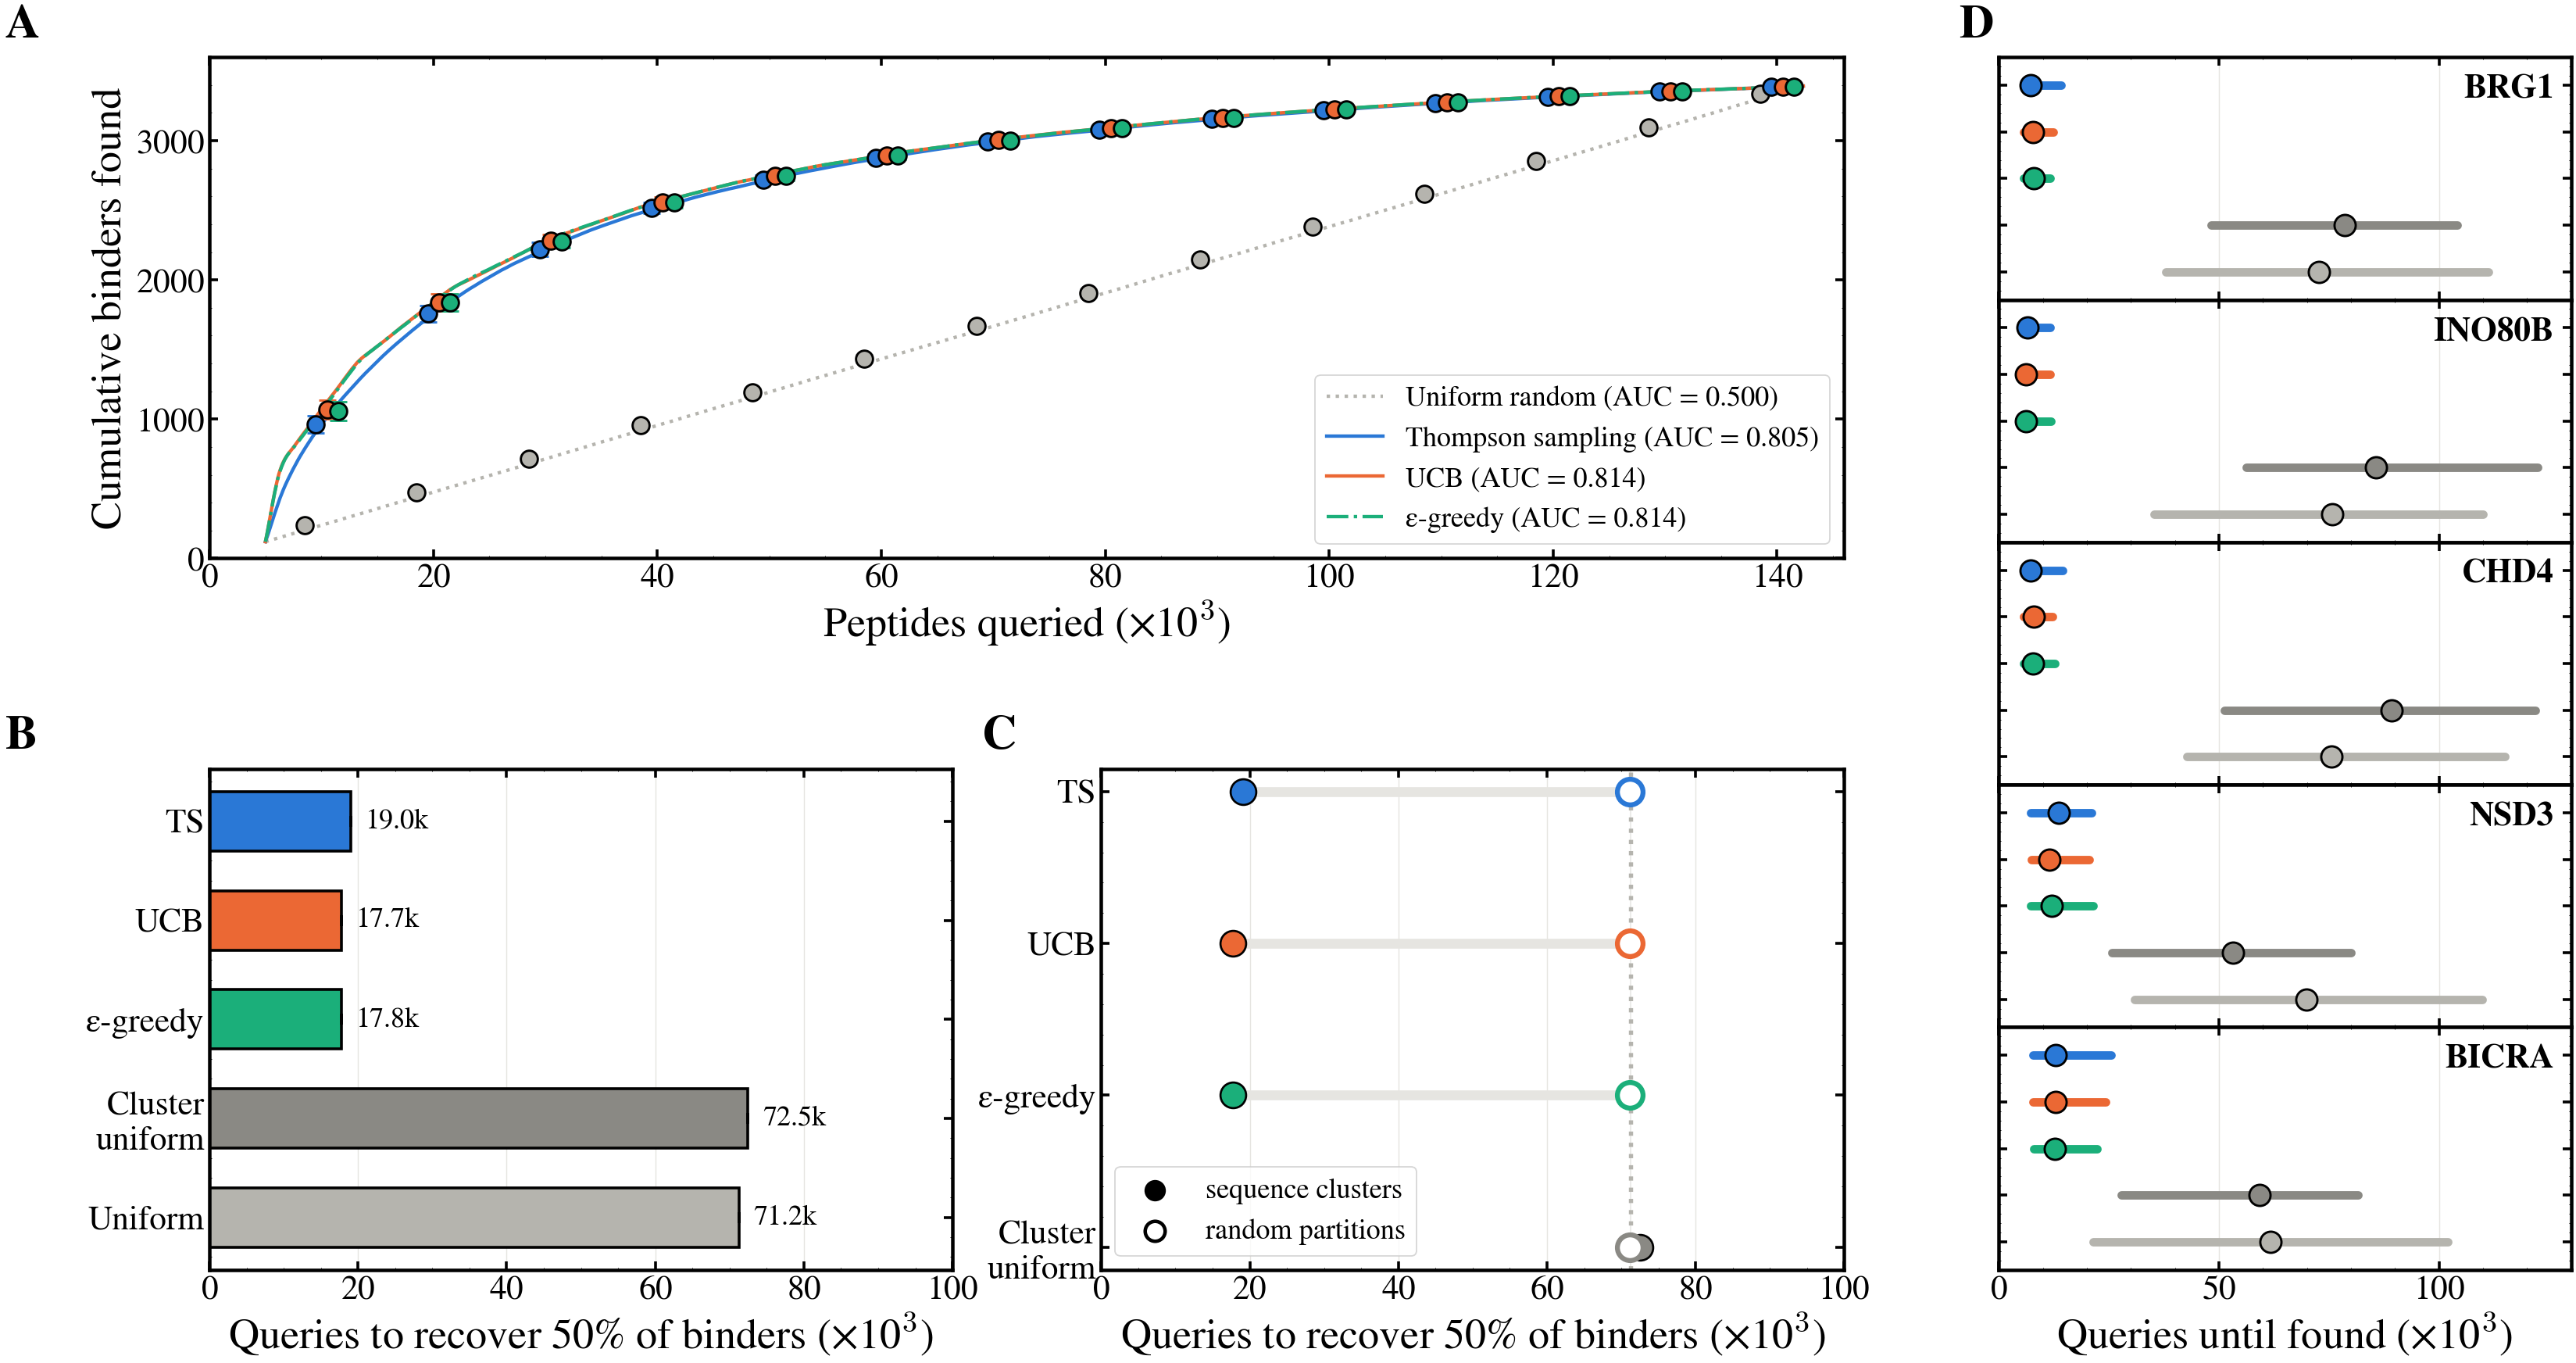 A
Cumulative binders found
3000
2000
1000
0
0 20 40 60 80 100 120 140
Peptides queried (×10³)
Uniform random (AUC = 0.500)
Thompson sampling (AUC = 0.805)
UCB (AUC = 0.814)
ε-greedy (AUC = 0.814)
B
TS 19.0k
UCB 17.7k
ε-greedy 17.8k
Cluster
uniform 72.5k
Uniform 71.2k
0 20 40 60 80 100
Queries to recover 50% of binders (×10³)
C
TS
UCB
ε-greedy
Cluster
uniform
sequence clusters
random partitions
0 20 40 60 80 100
Queries to recover 50% of binders (×10³)
D
BRG1
INO80B
CHD4
NSD3
BICRA
0 50 100
Queries until found (×10³)